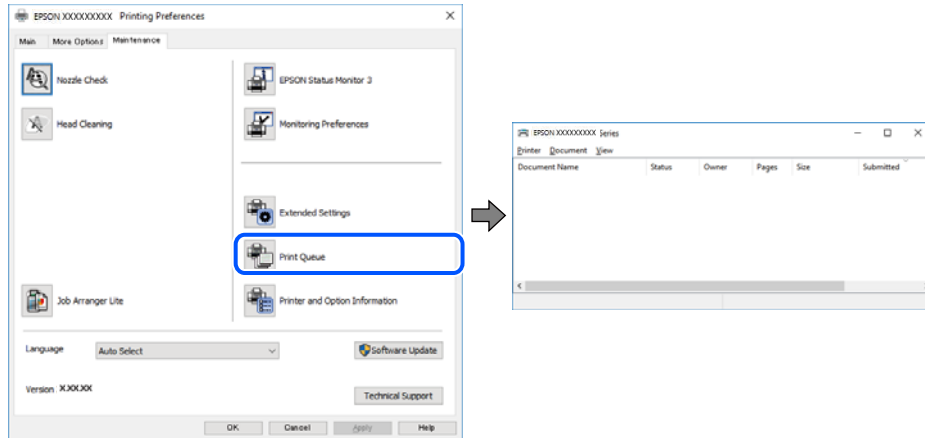 EPSON XXXXXXXXX Printing Preferences
Main More Options Maintenance
Nozzle Check
EPSON Status Monitor 3
Head Cleaning
Monitoring Preferences
Extended Settings
Print Queue
Job Arranger Lite
Printer and Option Information
Language Auto Select
Software Update
Version X.XX.XX
Technical Support
OK Cancel Apply Help
EPSON XXXXXXXXX Series
Printer Document View
Document Name Status Owner Pages Size Submitted